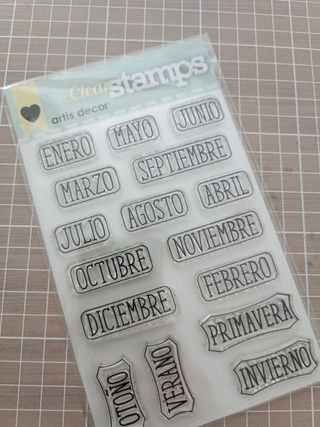 Clear stamps
artis decor
ENERO
MAYO
JUNIO
MARZO
SEPTIEMBRE
JULIO
AGOSTO
ABRIL
OCTUBRE
NOVIEMBRE
DICIEMBRE
FEBRERO
OTOÑO
VERANO
PRIMAVERA
INVIERNO